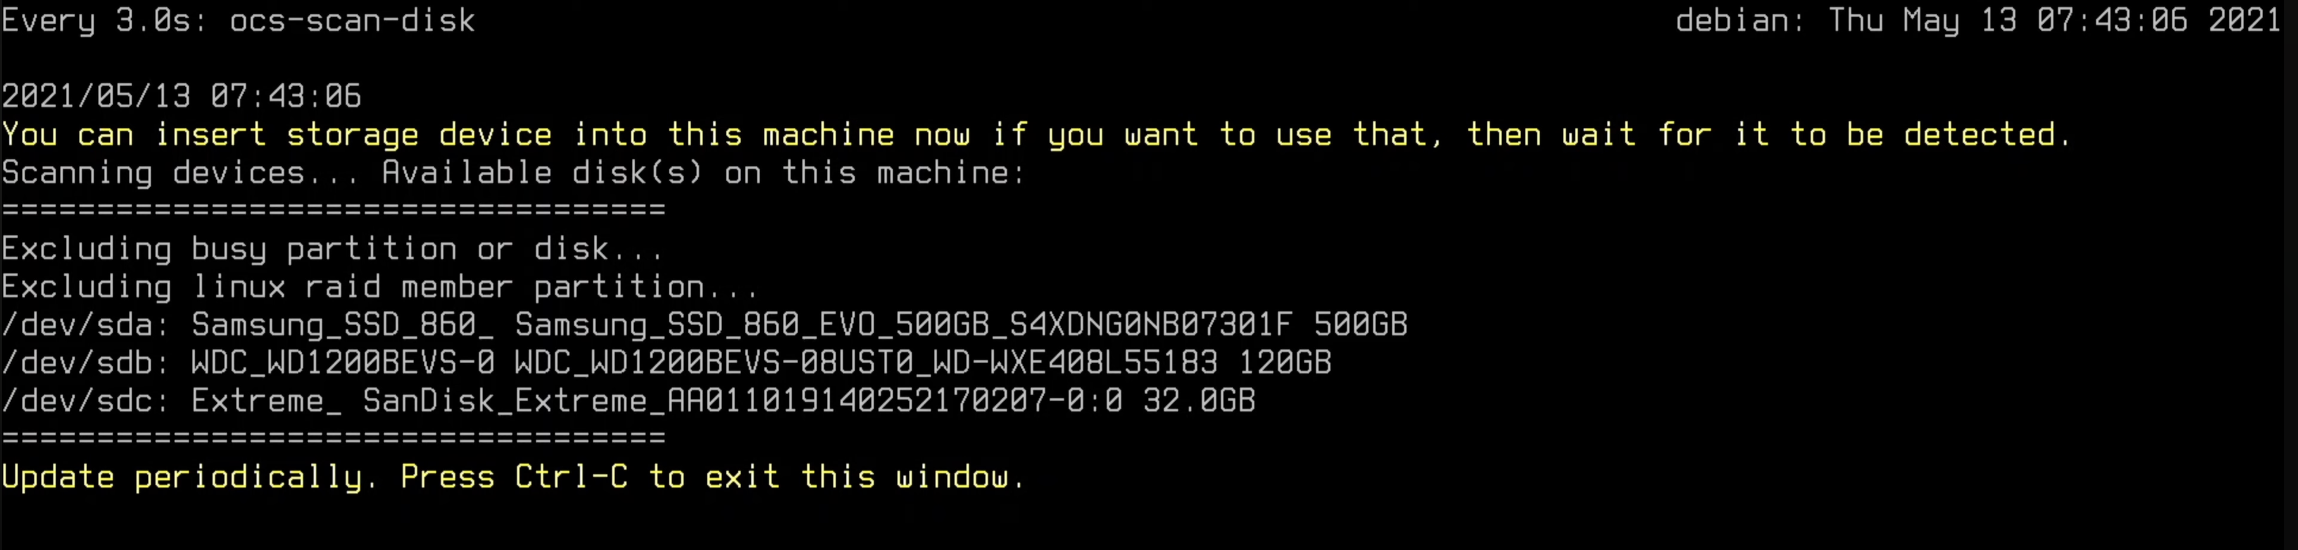 Every 3.0s: ocs-scan-disk debian: Thu May 13 07:43:06 2021
2021/05/13 07:43:06
You can insert storage device into this machine now if you want to use that, then wait for it to be detected.
Scanning devices... Available disk(s) on this machine:
===================================
Excluding busy partition or disk...
Excluding linux raid member partition...
/dev/sda: Samsung_SSD_860_ Samsung_SSD_860_EVO_500GB_S4XDNG0NB07301F 500GB
/dev/sdb: WDC_WD1200BEVS-0 WDC_WD1200BEVS-08UST0_WD-WXE408L55183 120GB
/dev/sdc: Extreme_ SanDisk_Extreme_AA011019140252170207-0:0 32.0GB
===================================
Update periodically. Press Ctrl-C to exit this window.